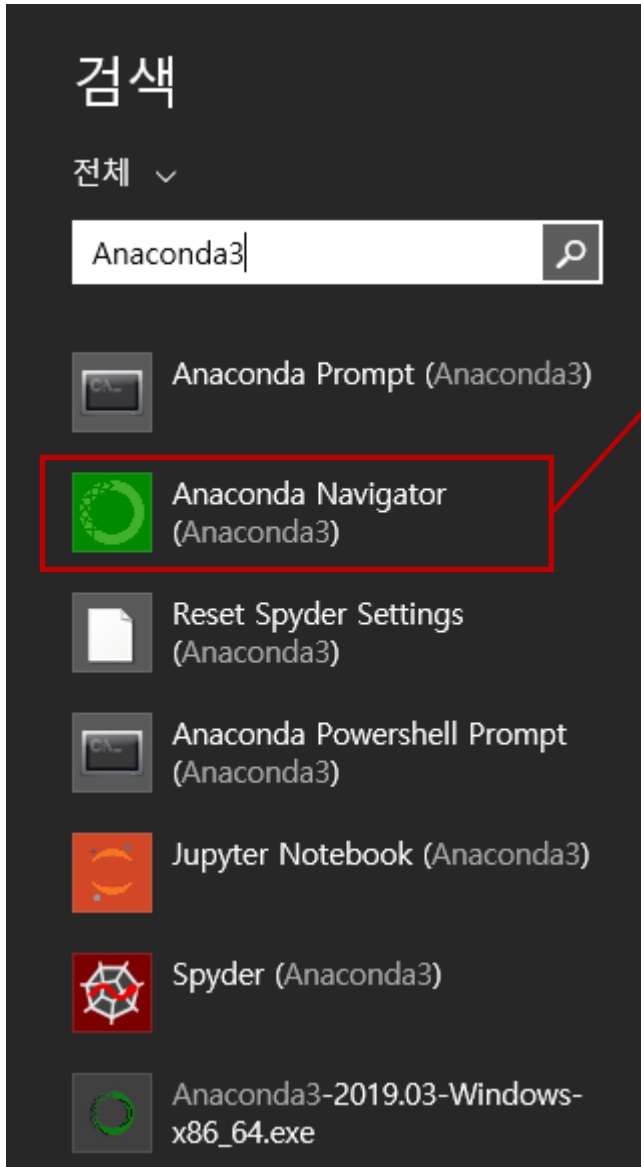 검색
전체
Anaconda3
Anaconda Prompt (Anaconda3)
Anaconda Navigator
(Anaconda3)
Reset Spyder Settings
(Anaconda3)
Anaconda Powershell Prompt
(Anaconda3)
Jupyter Notebook (Anaconda3)
Spyder (Anaconda3)
Anaconda3-2019.03-Windows-
x86_64.exe